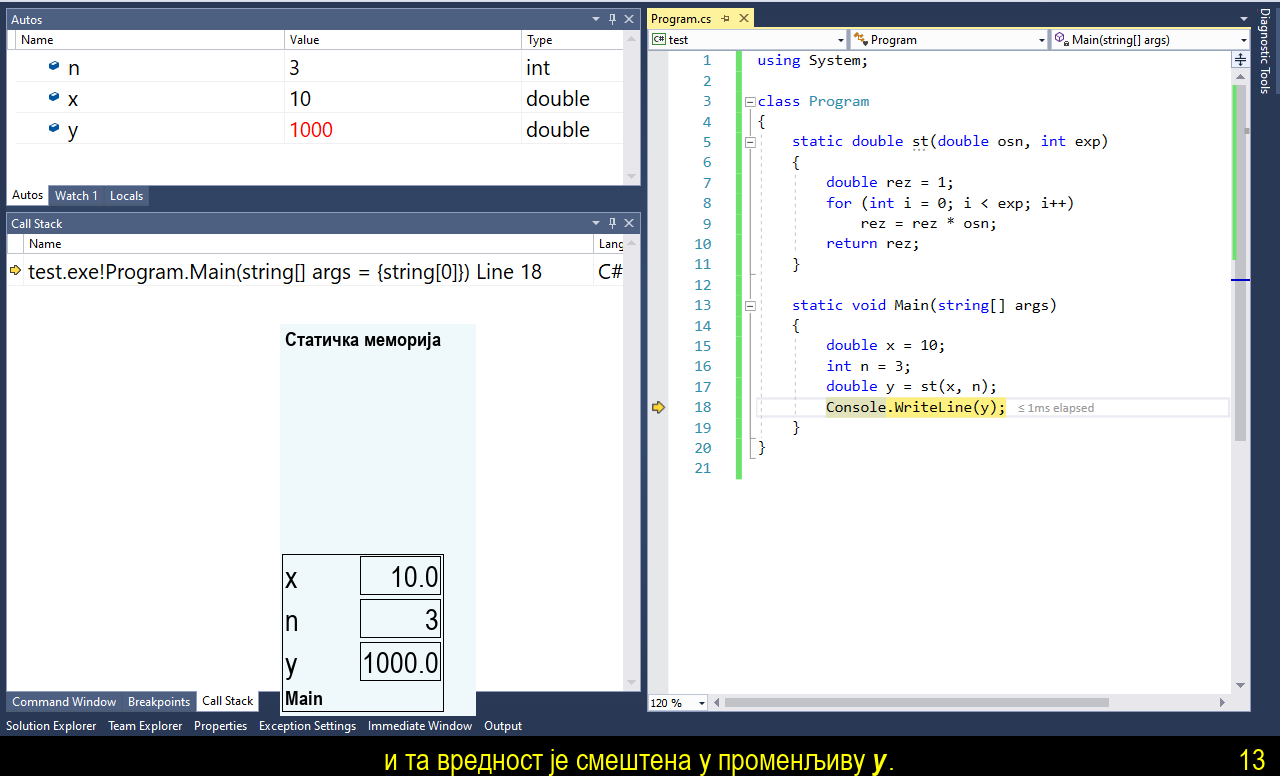 Autos
Name Value Type
n 3 int
x 10 double
y 1000 double
Autos Watch 1 Locals
Call Stack
Name Lang
test.exe!Program.Main(string[] args = {string[0]}) Line 18 C#
Статичка меморија
x 10.0
n 3
y 1000.0
Main
Command Window Breakpoints Call Stack
Solution Explorer Team Explorer Properties Exception Settings Immediate Window Output
Program.cs
C# test Program Main(string[] args)
1 using System;
2
3 class Program
4 {
5 static double st(double osn, int exp)
6 {
7 double rez = 1;
8 for (int i = 0; i < exp; i++)
9 rez = rez * osn;
10 return rez;
11 }
12
13 static void Main(string[] args)
14 {
15 double x = 10;
16 int n = 3;
17 double y = st(x, n);
18 Console.WriteLine(y); ≤ 1ms elapsed
19 }
20 }
21
120 %
Diagnostic Tools
и та вредност је смештена у променљиву y.
13